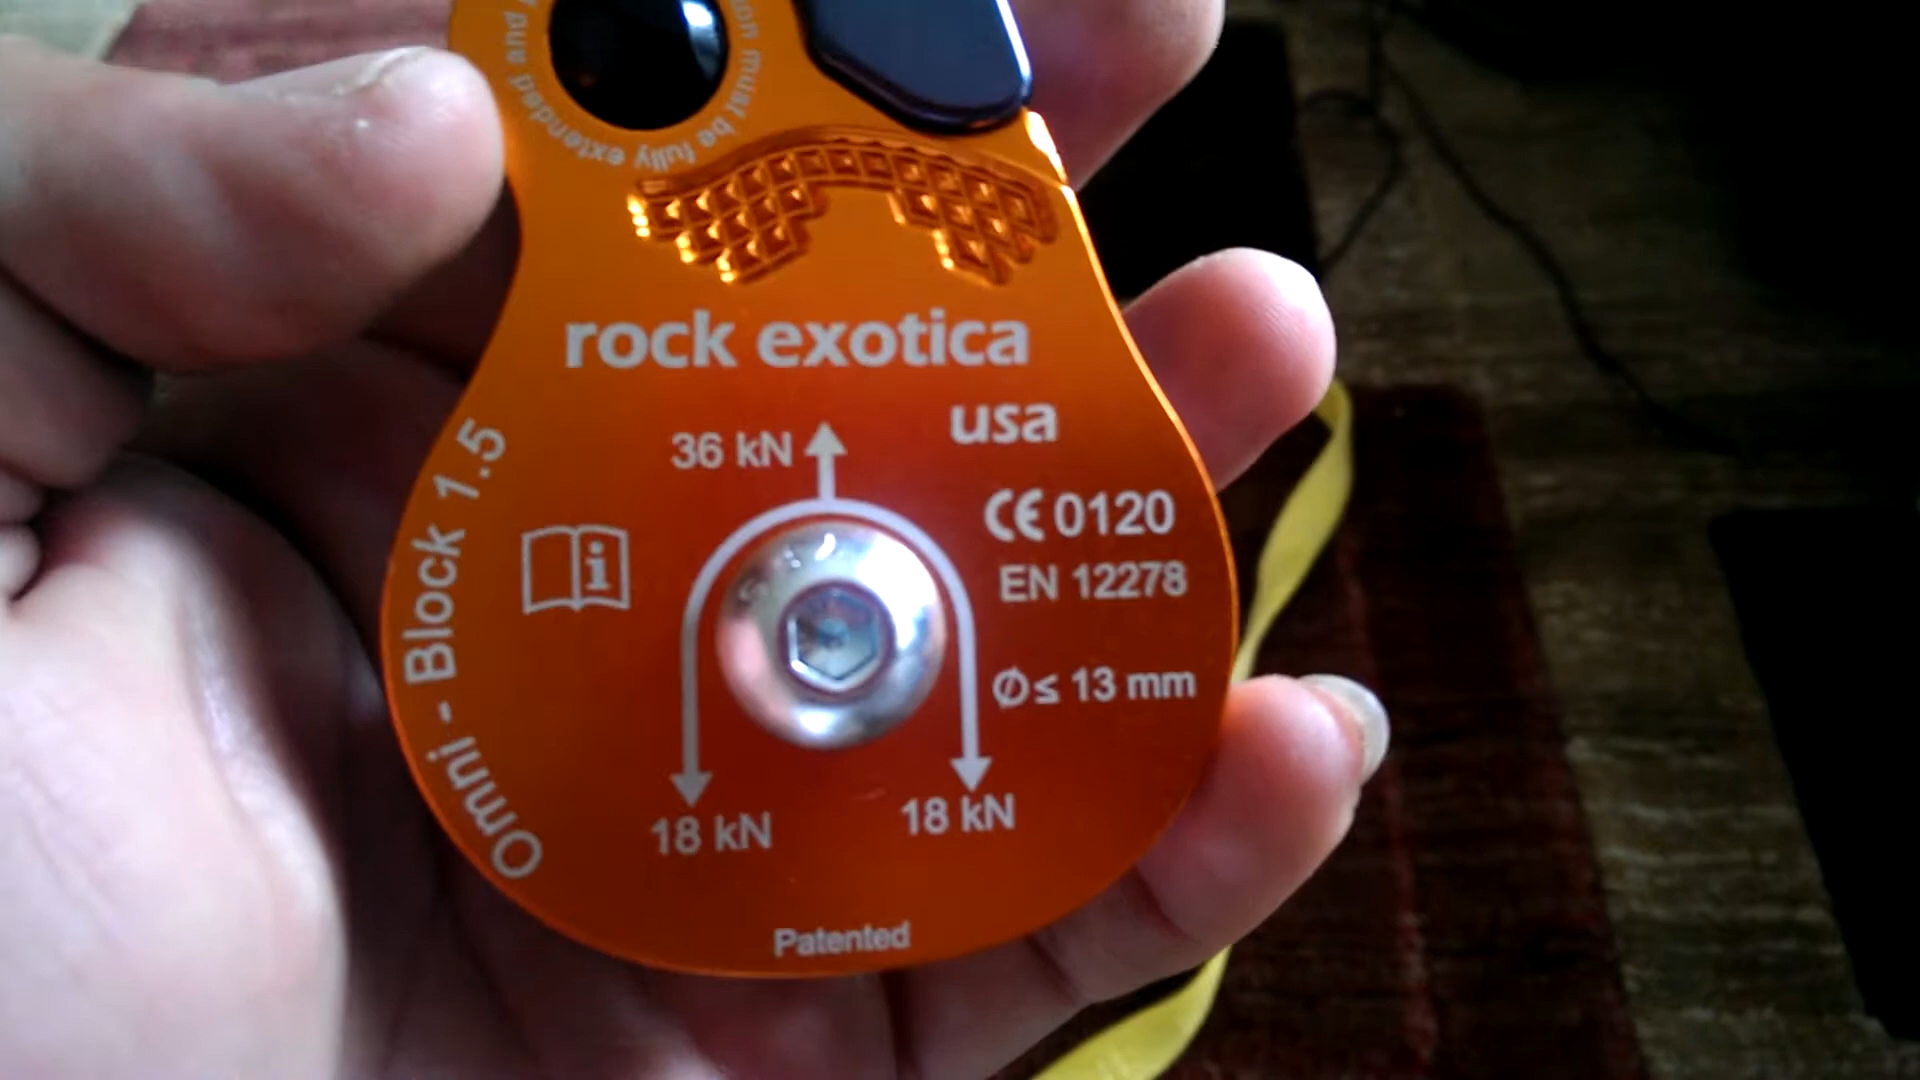 must be fully extended and
rock exotica
usa
36 kN
CE 0120
EN 12278
Ø ≤ 13 mm
Omni - Block 1.5
i
18 kN
18 kN
Patented